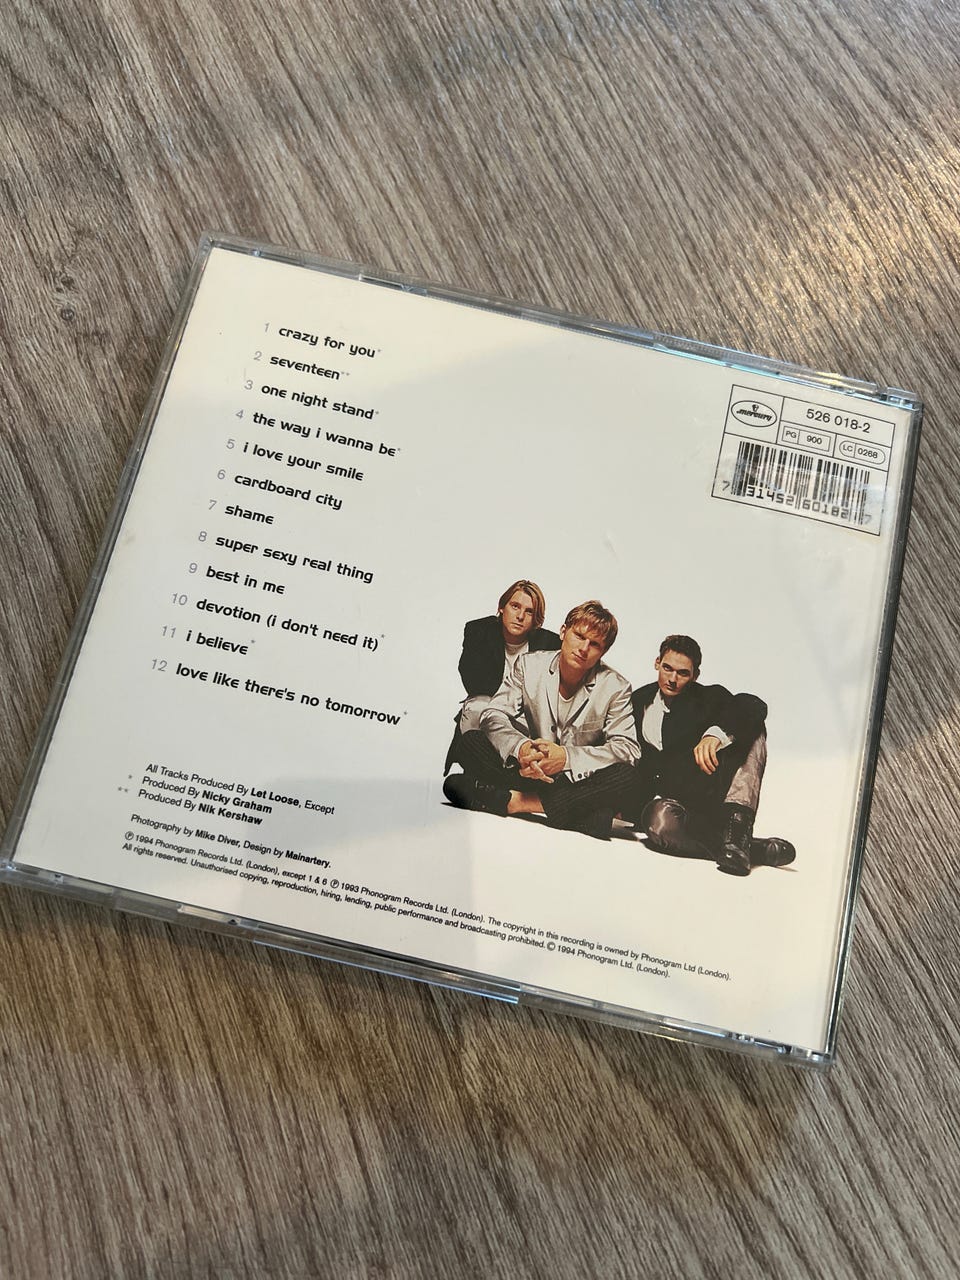 1 crazy for you*
2 seventeen**
3 one night stand*
4 the way i wanna be*
5 i love your smile
6 cardboard city
7 shame
8 super sexy real thing
9 best in me
10 devotion (i don't need it)*
11 i believe*
12 love like there's no tomorrow*
All Tracks Produced By Let Loose, Except
* Produced By Nicky Graham
** Produced By Nik Kershaw
Photography by Mike Diver, Design by Mainartery.
℗ 1994 Phonogram Records Ltd. (London), except 1 & 6 ℗ 1993 Phonogram Records Ltd. (London). The copyright in this recording is owned by Phonogram Ltd (London).
All rights reserved. Unauthorised copying, reproduction, hiring, lending, public performance and broadcasting prohibited. © 1994 Phonogram Ltd. (London).
mercury
526 018-2
PG 900
LC 0268
7 31452 60182 7